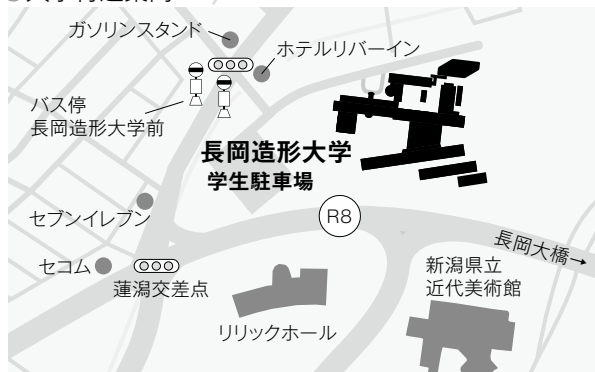 ガソリンスタンド
ホテルリバーイン
バス停
長岡造形大学前
長岡造形大学
学生駐車場
セブンイレブン
R8
長岡大橋→
セコム
蓮潟交差点
新潟県立
近代美術館
リリックホール